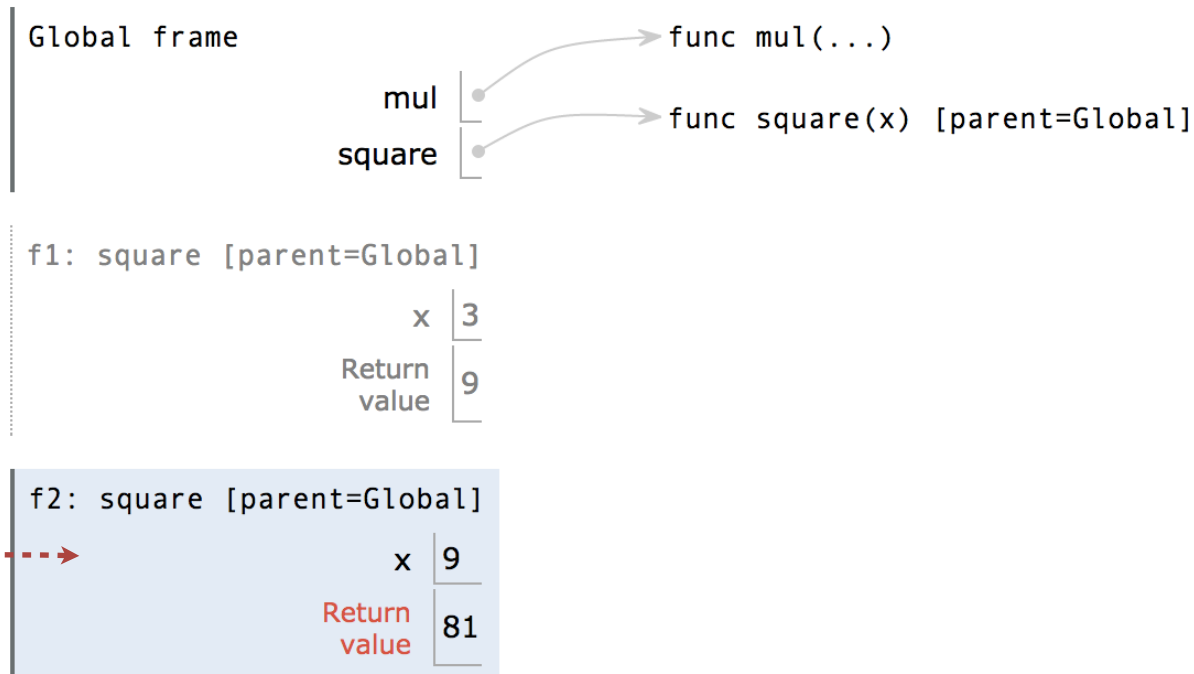 Global frame
func mul(...)
mul
func square(x) [parent=Global]
square
f1: square [parent=Global]
x 3
Return
value 9
f2: square [parent=Global]
x 9
Return
value 81